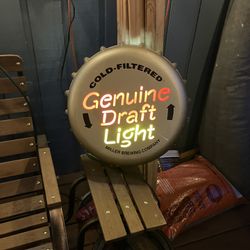 COLD-FILTERED
Genuine
Draft
Light
MILLER BREWING COMPANY